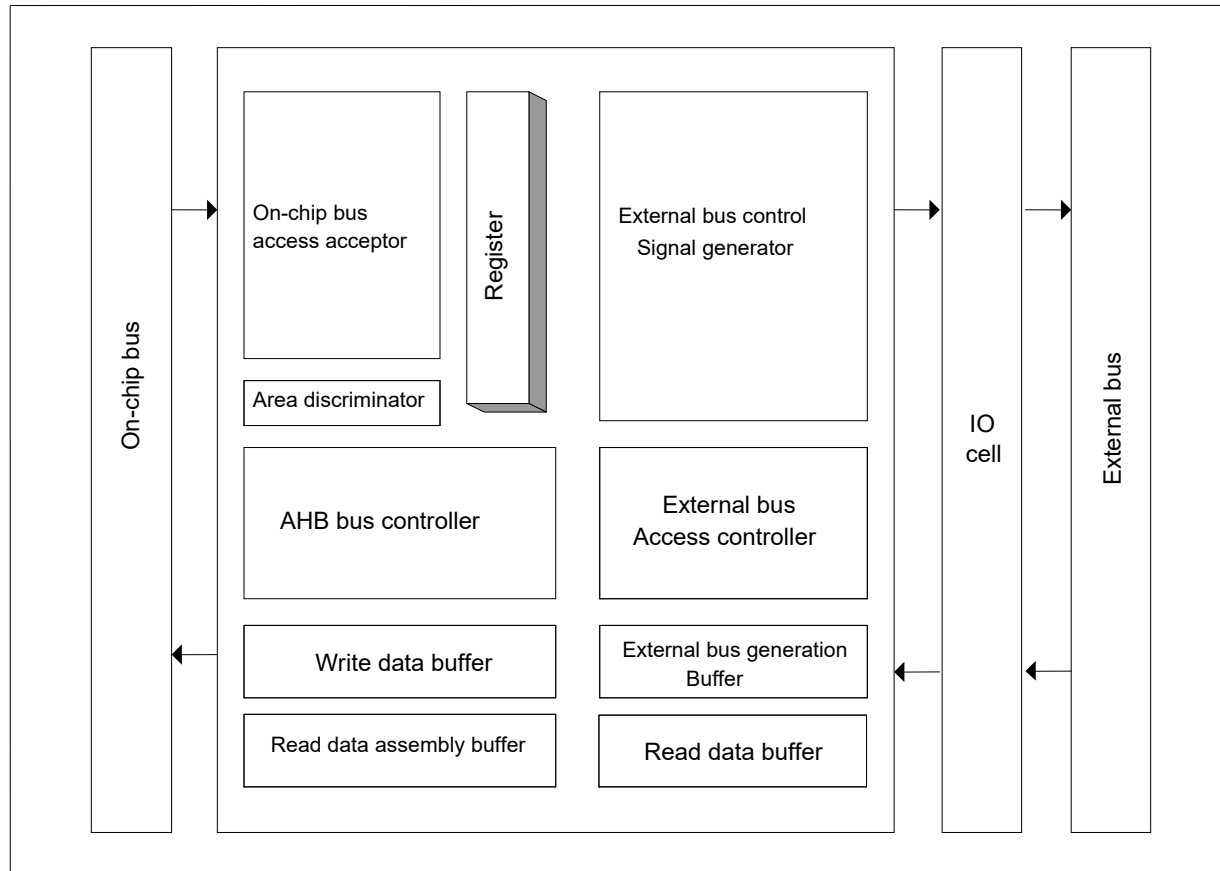 On-chip bus
On-chip bus
access acceptor
Register
External bus control
Signal generator
Area discriminator
AHB bus controller
External bus
Access controller
Write data buffer
External bus generation
Buffer
Read data assembly buffer
Read data buffer
IO
cell
External bus